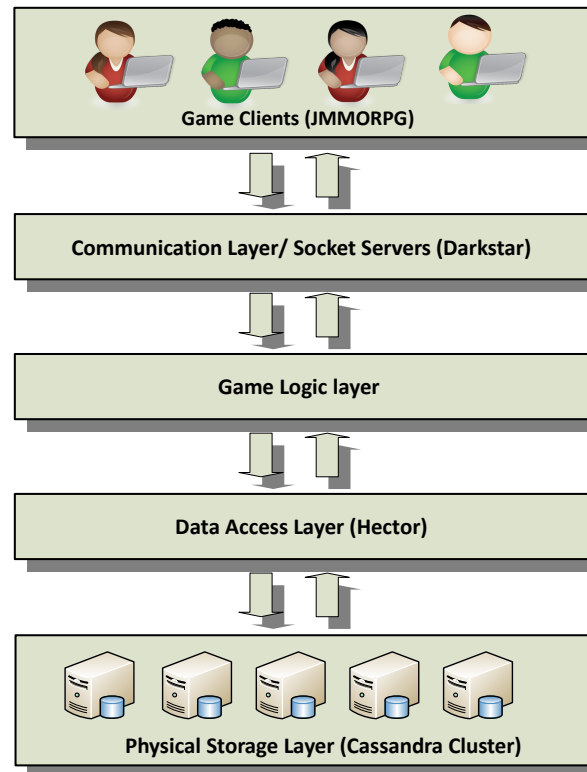 Game Clients (JMMORPG)
Communication Layer/ Socket Servers (Darkstar)
Game Logic layer
Data Access Layer (Hector)
Physical Storage Layer (Cassandra Cluster)